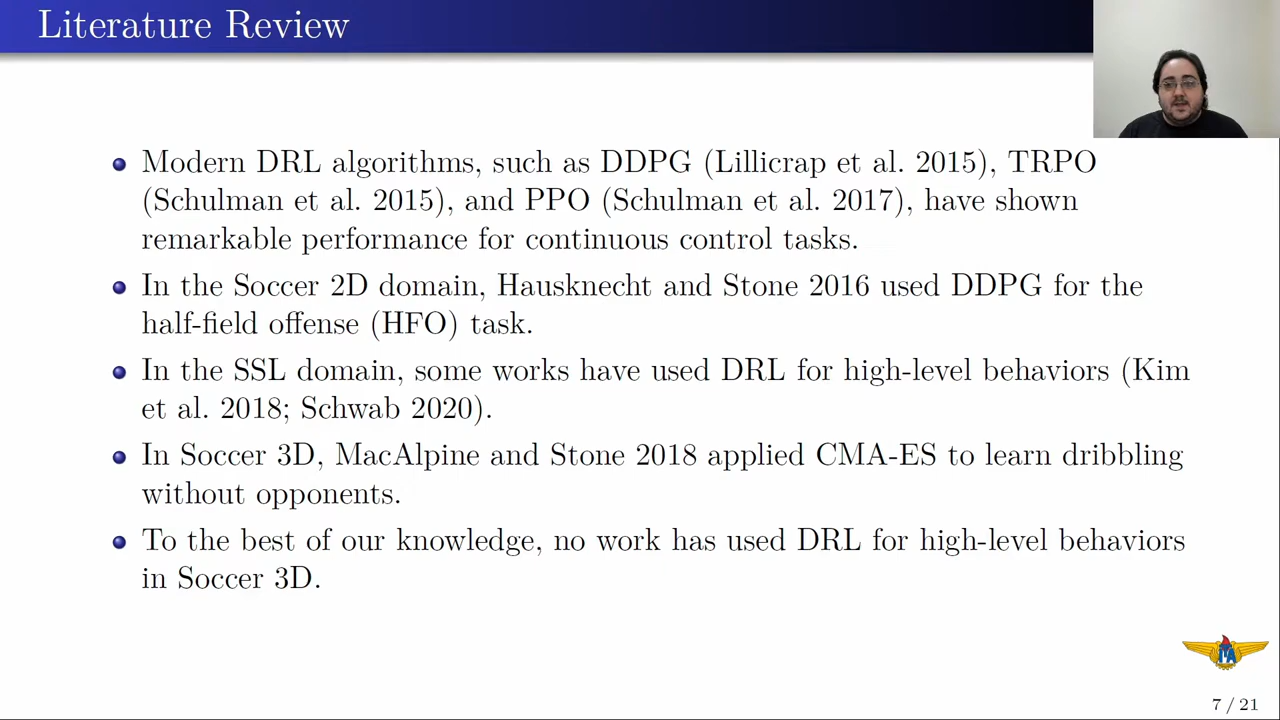 Literature Review
Modern DRL algorithms, such as DDPG (Lillicrap et al. 2015), TRPO
(Schulman et al. 2015), and PPO (Schulman et al. 2017), have shown
remarkable performance for continuous control tasks.
In the Soccer 2D domain, Hausknecht and Stone 2016 used DDPG for the
half-field offense (HFO) task.
In the SSL domain, some works have used DRL for high-level behaviors (Kim
et al. 2018; Schwab 2020).
In Soccer 3D, MacAlpine and Stone 2018 applied CMA-ES to learn dribbling
without opponents.
To the best of our knowledge, no work has used DRL for high-level behaviors
in Soccer 3D.
ITA
7 / 21